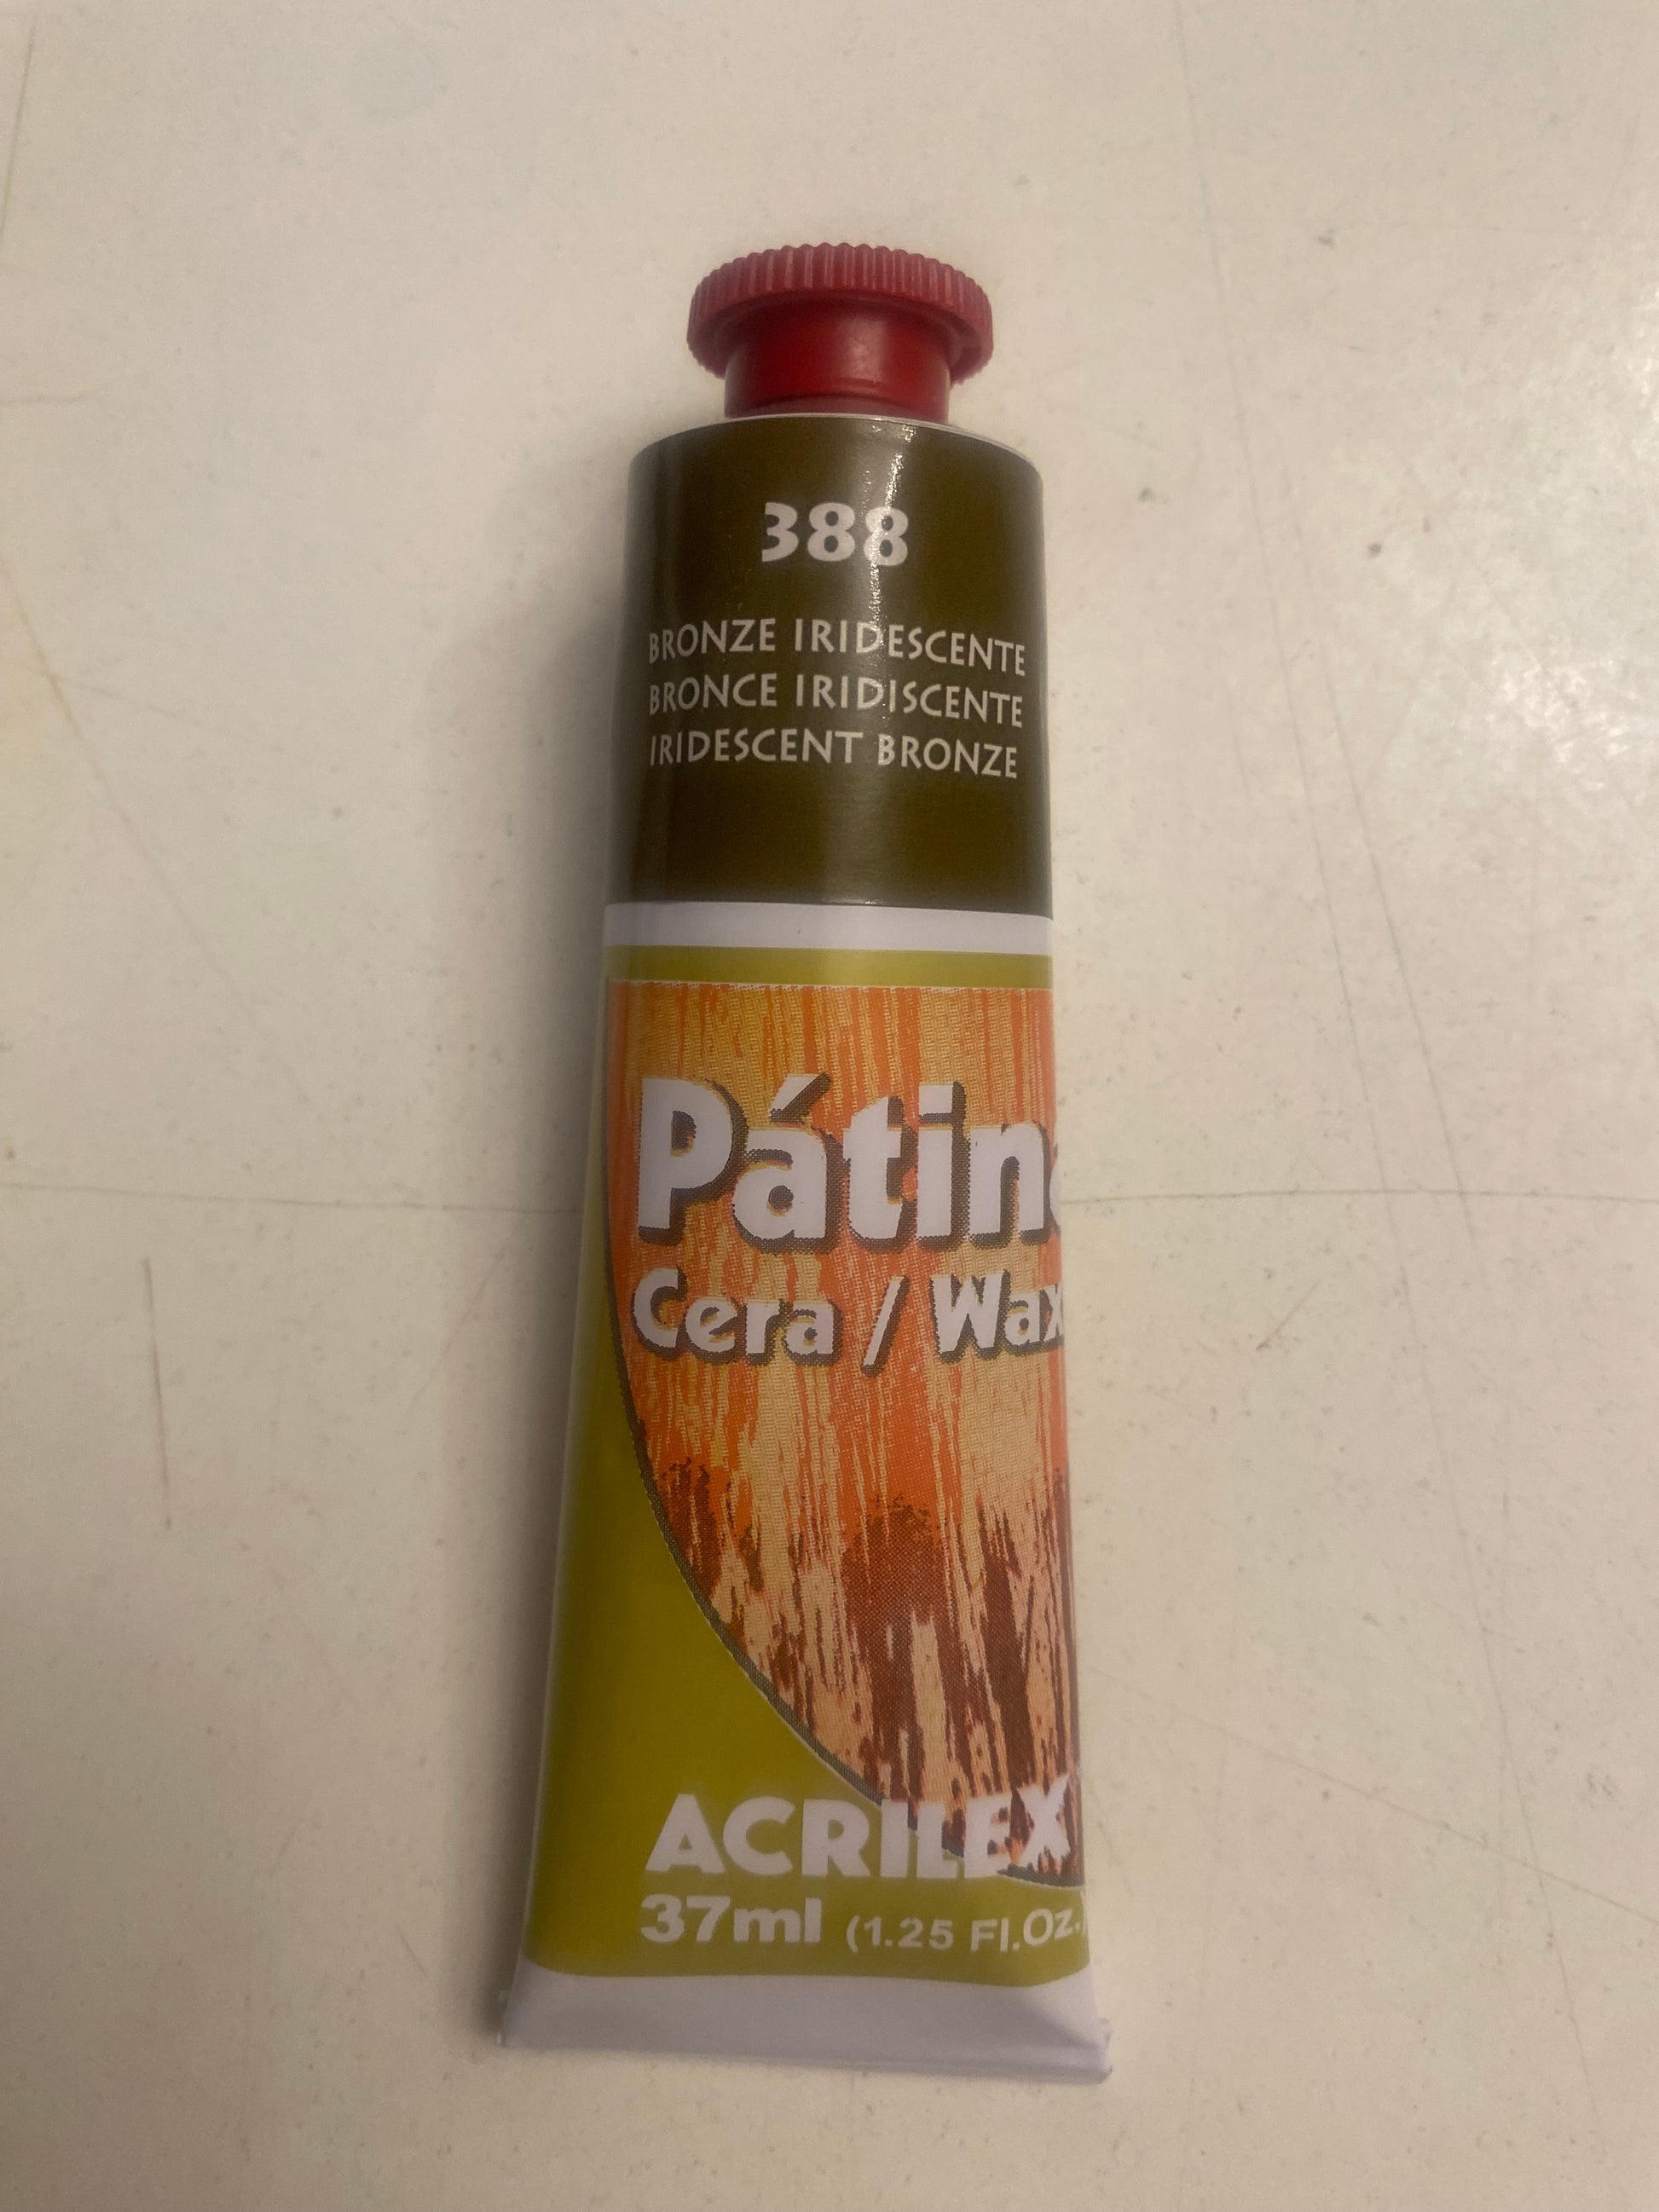 388
BRONZE IRIDESCENTE
BRONCE IRIDISCENTE
IRIDESCENT BRONZE
Pátina
Cera / Wax
ACRILEX
37ml (1.25 Fl.Oz.)